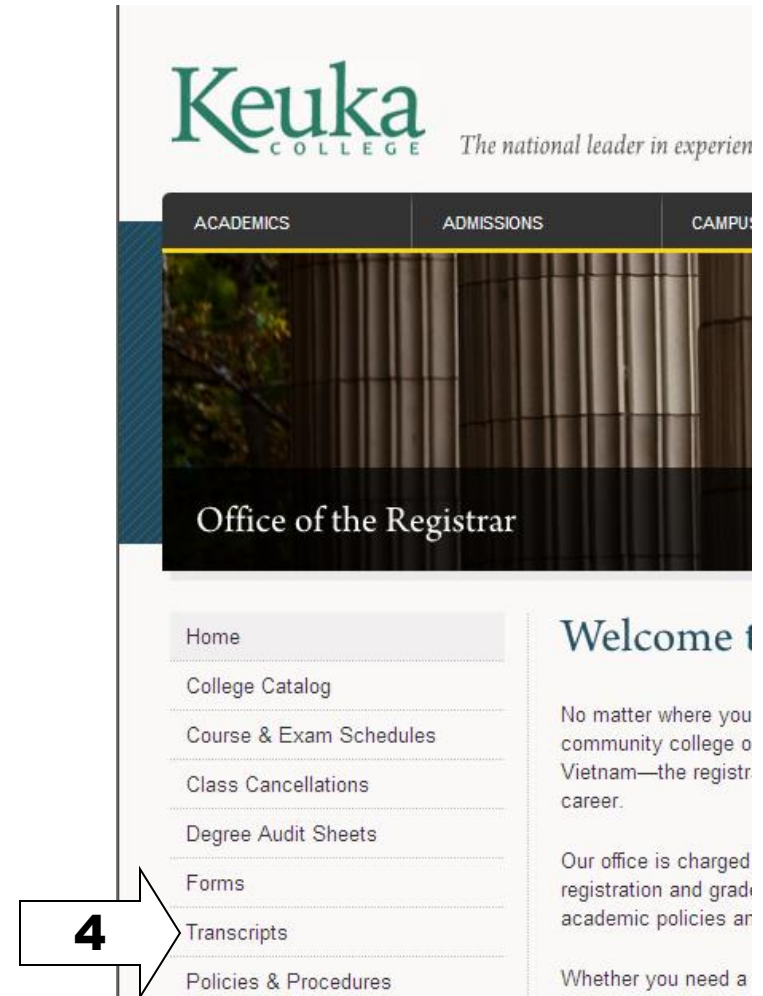 Keuka
COLLEGE
The national leader in experien
ACADEMICS
ADMISSIONS
CAMPUS
Office of the Registrar
Home
College Catalog
Course & Exam Schedules
Class Cancellations
Degree Audit Sheets
Forms
4
Transcripts
Policies & Procedures
Welcome t
No matter where you
community college o
Vietnam—the registr
career.
Our office is charged
registration and grade
academic policies an
Whether you need a